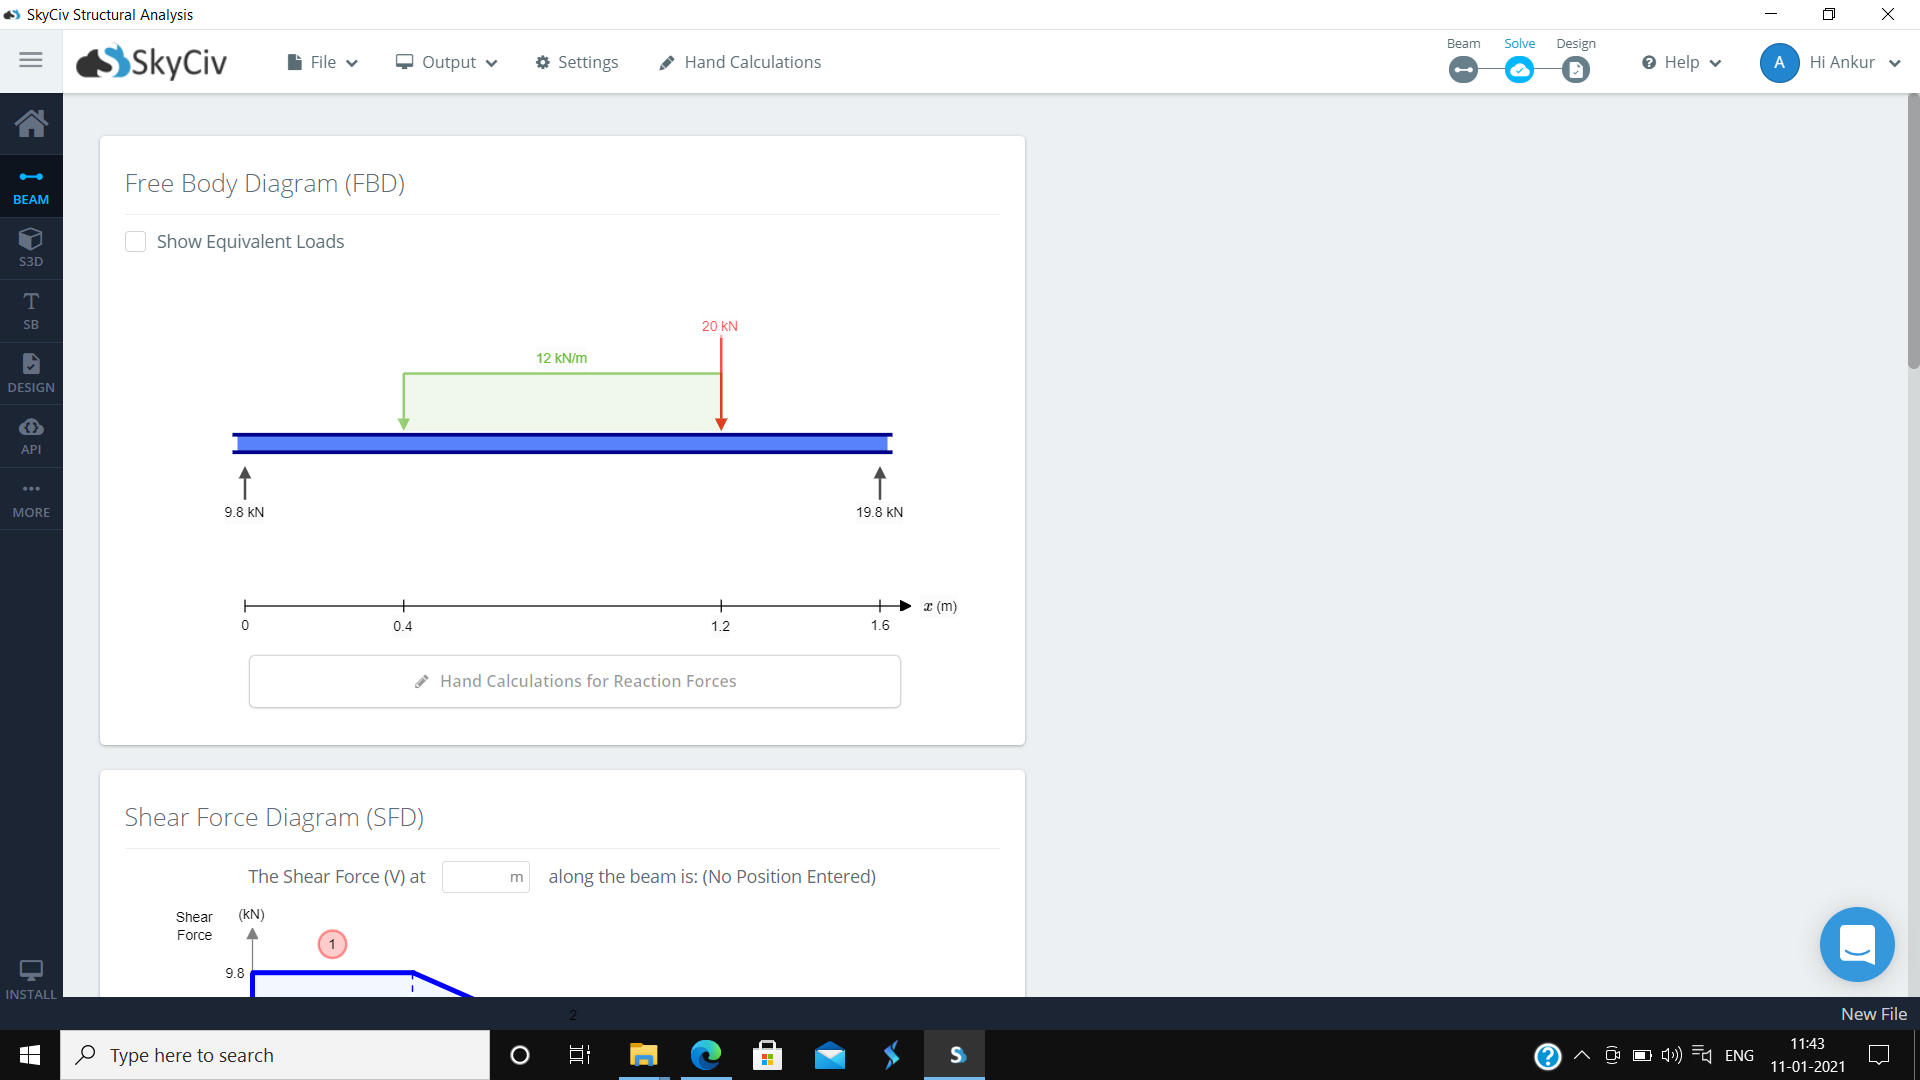 SkyCiv Structural Analysis
SkyCiv
File
Output
Settings
Hand Calculations
Beam
Solve
Design
Help
A
Hi Ankur
BEAM
S3D
T
SB
DESIGN
API
MORE
INSTALL
Free Body Diagram (FBD)
Show Equivalent Loads
20 kN
12 kN/m
9.8 kN
19.8 kN
x (m)
0
0.4
1.2
1.6
Hand Calculations for Reaction Forces
Shear Force Diagram (SFD)
The Shear Force (V) at m along the beam is: (No Position Entered)
Shear
Force
(kN)
1
9.8
2
New File
Type here to search
ENG
11:43
11-01-2021